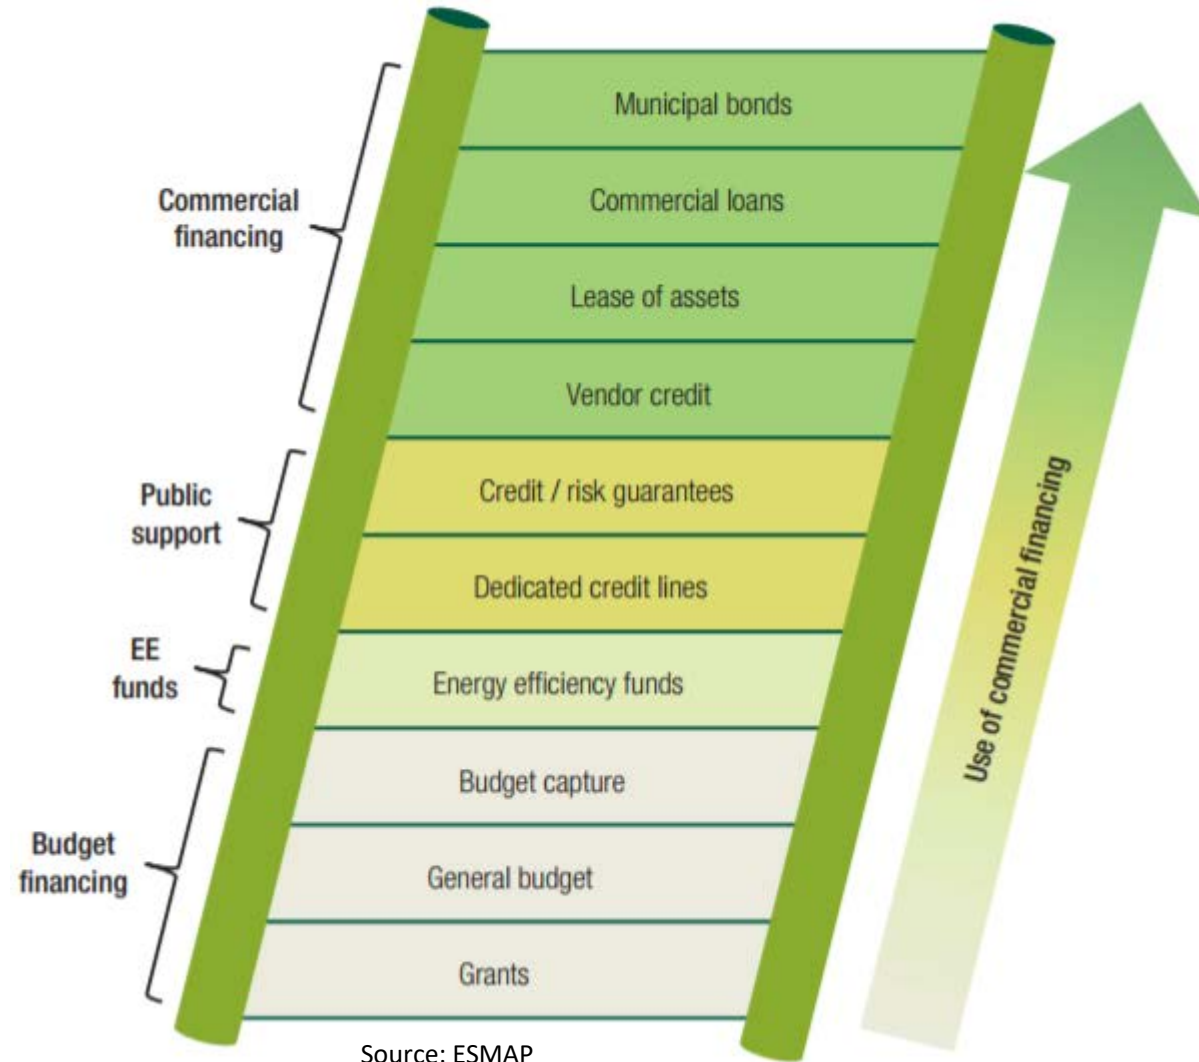 Municipal bonds
Commercial loans
Commercial
financing
Lease of assets
Vendor credit
Public
support
Credit / risk guarantees
Dedicated credit lines
EE
funds
Energy efficiency funds
Budget capture
Budget
financing
General budget
Grants
Use of commercial financing
Source: ESMAP